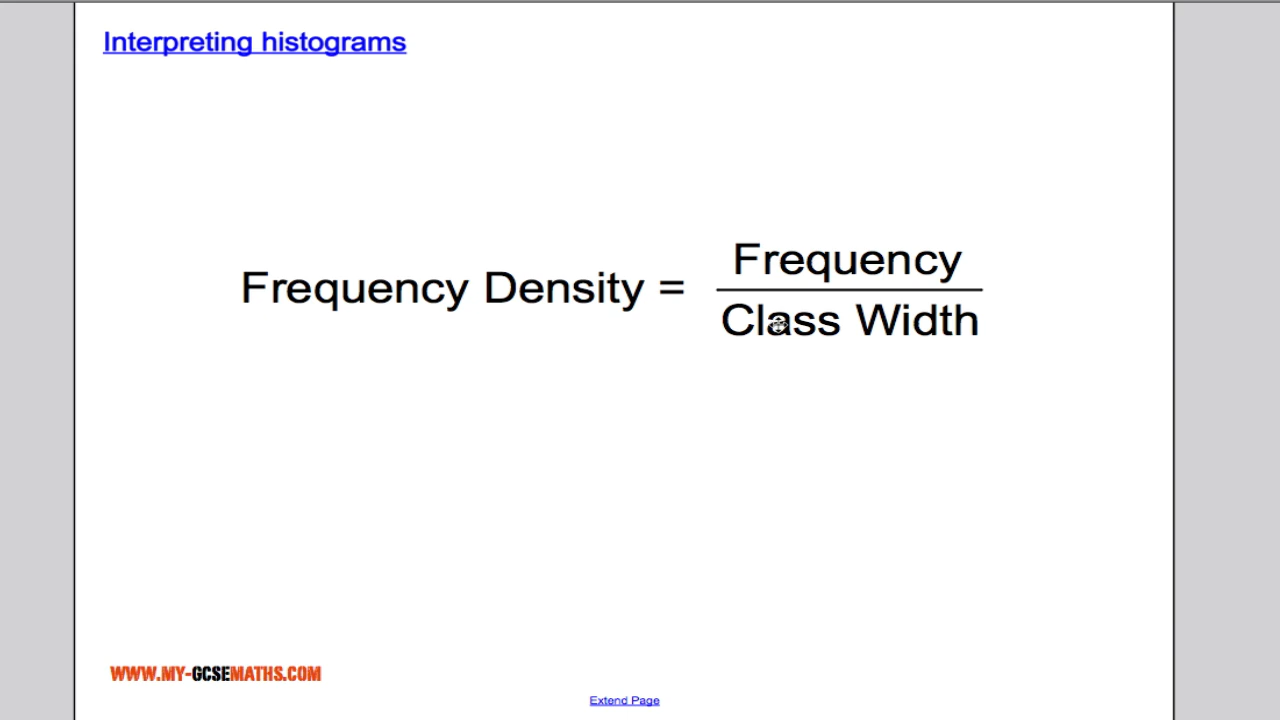 Interpreting histograms
Frequency Density = Frequency
Class Width
WWW.MY-GCSEMATHS.COM
Extend Page